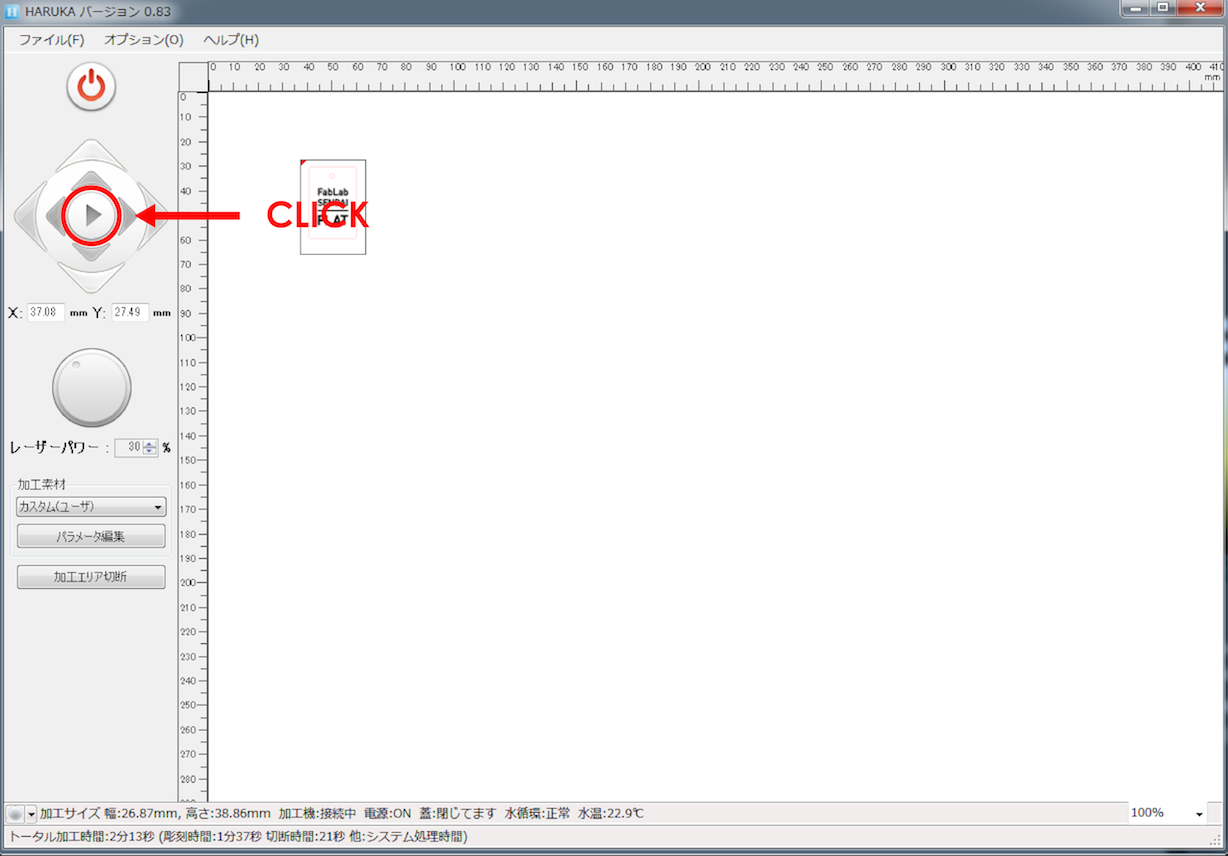 HARUKA バージョン 0.83
ファイル(F) オプション(O) ヘルプ(H)
0 10 20 30 40 50 60 70 80 90 100 110 120 130 140 150 160 170 180 190 200 210 220 230 240 250 260 270 280 290 300 310 320 330 340 350 360 370 380 390 400 410
mm
0
10
20
30
40
60
70
80
90
100
110
120
130
140
150
160
170
180
190
200
210
220
230
240
250
260
270
280
FabLab
SENDAI
FLAT
CLICK
X: 37.08 mm Y: 27.49 mm
レーザーパワー : 30 %
加工素材
カスタム(ユーザ)
パラメータ編集
加工エリア切断
加工サイズ 幅:26.87mm, 高さ:38.86mm 加工機:接続中 電源:ON 蓋:閉じてます 水循環:正常 水温:22.9℃
100%
トータル加工時間:2分13秒 (彫刻時間:1分37秒 切断時間:21秒 他:システム処理時間)